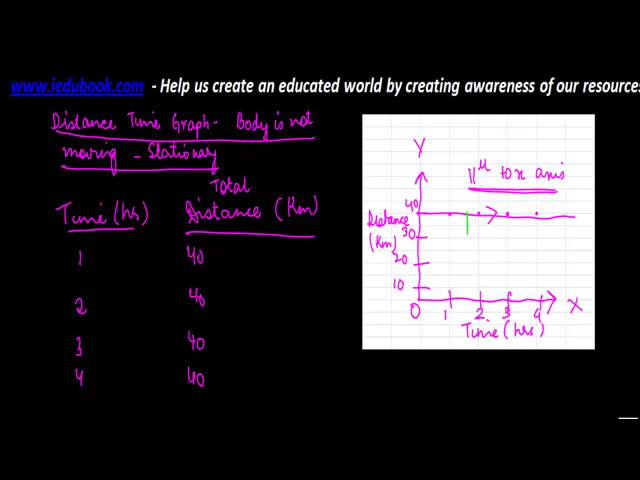 www.iedubook.com - Help us create an educated world by creating awareness of our resources
Distance Time Graph - Body is not
moving - Stationary
Total
Time (hrs) Distance (Km)
1 40
2 40
3 40
4 40
Y
11el to x axis
40
Distance
(Km)
30
20
10
0 1 2 3 4 X
Time (hrs)